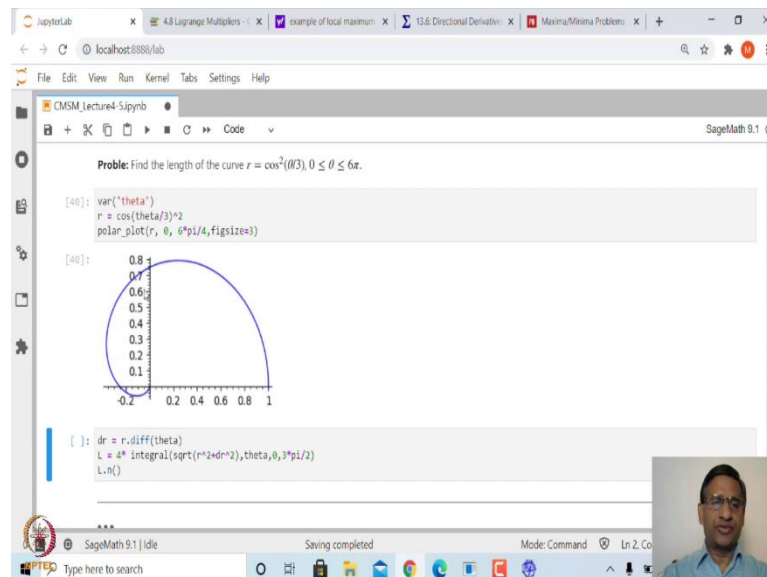 JupyterLab
4.8 Lagrange Multipliers - C
example of local maximum
13.6: Directional Derivative
Maxima/Minima Problems
localhost:8888/lab
M
File Edit View Run Kernel Tabs Settings Help
CMSM_Lecture4-5.ipynb
Code
SageMath 9.1
Proble: Find the length of the curve r = cos²(θ/3), 0 ≤ θ ≤ 6π.
[40]: var('theta')
r = cos(theta/3)^2
polar_plot(r, 0, 6*pi/4,figsize=3)
[40]:
0.8
0.7
0.6
0.5
0.4
0.3
0.2
0.1
-0.2 0.2 0.4 0.6 0.8 1
[ ]: dr = r.diff(theta)
L = 4* integral(sqrt(r^2+dr^2),theta,0,3*pi/2)
L.n()
SageMath 9.1 | Idle Saving completed Mode: Command Ln 2, Co
NPTEL
Type here to search